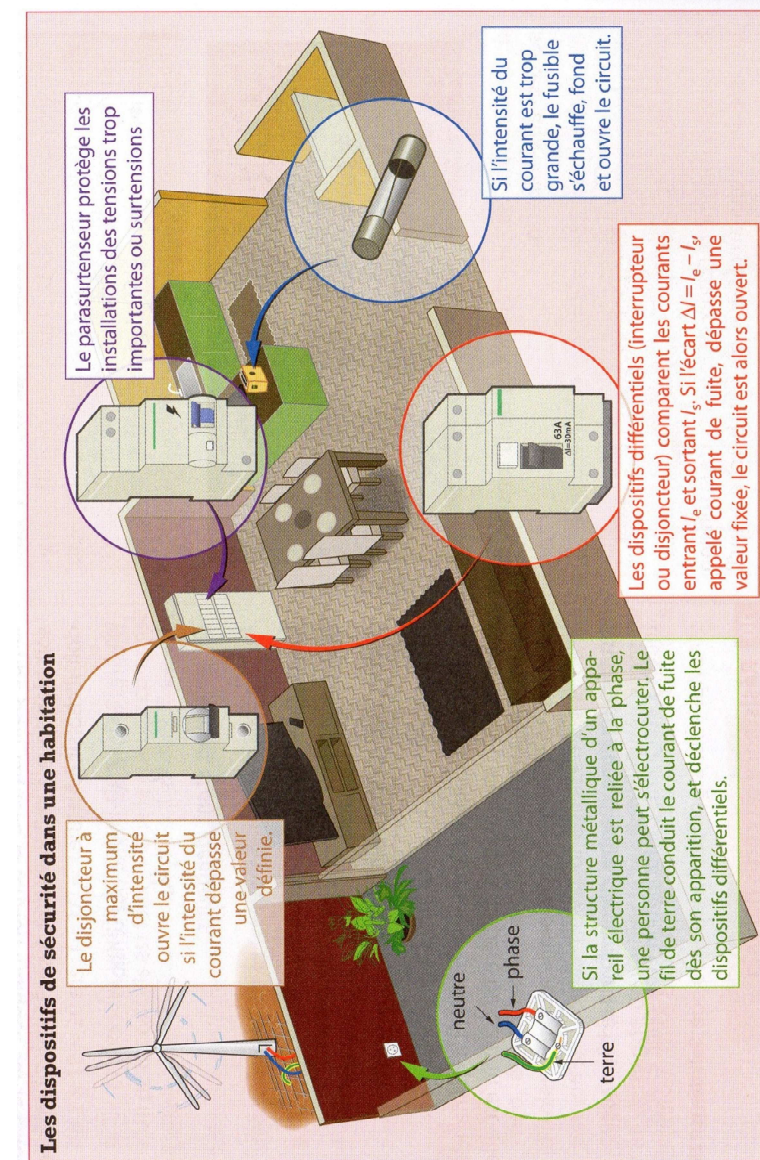 Les dispositifs de sécurité dans une habitation
Le disjoncteur à
maximum
d'intensité
ouvre le circuit
si l'intensité du
courant dépasse
une valeur
définie.
Le parasurtenseur protège les
installations des tensions trop
importantes ou surtensions
neutre
phase
terre
63A
ΔI=30mA
Si l'intensité du
courant est trop
grande, le fusible
s'échauffe, fond
et ouvre le circuit.
Si la structure métallique d'un appa-
reil électrique est reliée à la phase,
une personne peut s'électrocuter. Le
fil de terre conduit le courant de fuite
dès son apparition, et déclenche les
dispositifs différentiels.
Les dispositifs différentiels (interrupteur
ou disjoncteur) comparent les courants
entrant Ie et sortant Is. Si l'écart ΔI = Ie – Is,
appelé courant de fuite, dépasse une
valeur fixée, le circuit est alors ouvert.